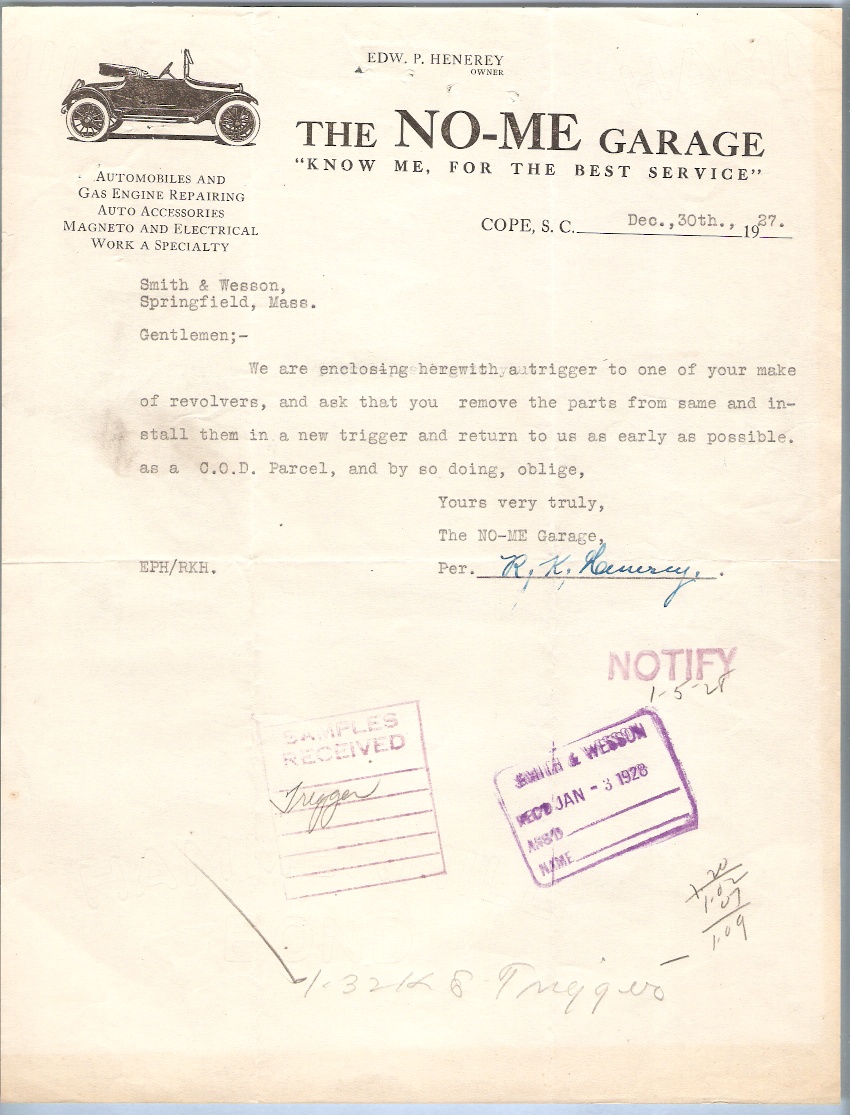 EDW. P. HENEREY
OWNER
THE NO-ME GARAGE
"KNOW ME, FOR THE BEST SERVICE"
AUTOMOBILES AND
GAS ENGINE REPAIRING
AUTO ACCESSORIES
MAGNETO AND ELECTRICAL
WORK A SPECIALTY
COPE, S. C. Dec.,30th., 1927.
Smith & Wesson,
Springfield, Mass.
Gentlemen;-
We are enclosing herewith a trigger to one of your make
of revolvers, and ask that you remove the parts from same and in-
stall them in a new trigger and return to us as early as possible.
as a C.O.D. Parcel, and by so doing, oblige,
Yours very truly,
The NO-ME Garage,
EPH/RKH. Per. R. K. Henerey.
NOTIFY
1-5-28
SAMPLES
RECEIVED
Trigger
SMITH & WESSON
REC'D JAN - 3 1928
ANS'D
NAME
1.02
.07
1.09
1-32 Trigger